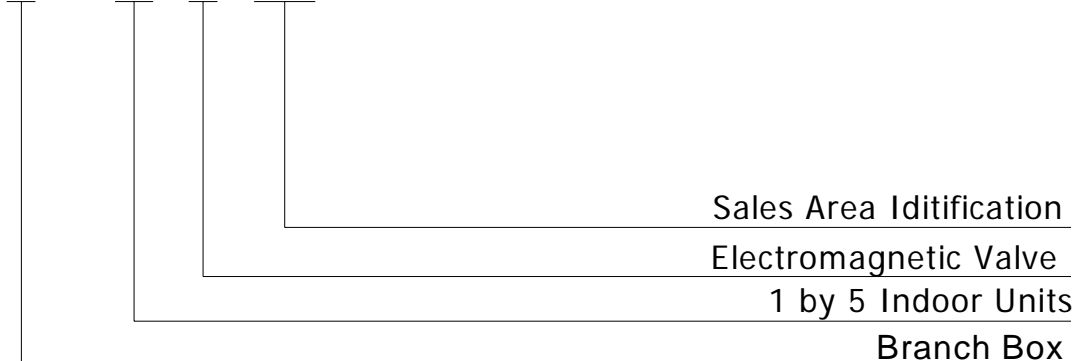 Sales Area Iditification
Electromagnetic Valve
1 by 5 Indoor Units
Branch Box